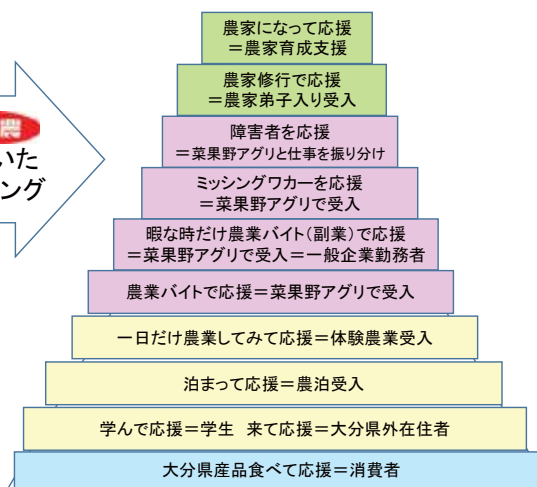 農家になって応援
＝農家育成支援
農家修行で応援
＝農家弟子入り受入
農
障害者を応援
＝菜果野アグリと仕事を振り分け
いた
ング
ミッシングワカーを応援
＝菜果野アグリで受入
暇な時だけ農業バイト（副業）で応援
＝菜果野アグリで受入＝一般企業勤務者
農業バイトで応援＝菜果野アグリで受入
一日だけ農業してみて応援＝体験農業受入
泊まって応援＝農泊受入
学んで応援＝学生　来て応援＝大分県外在住者
大分県産品食べて応援＝消費者